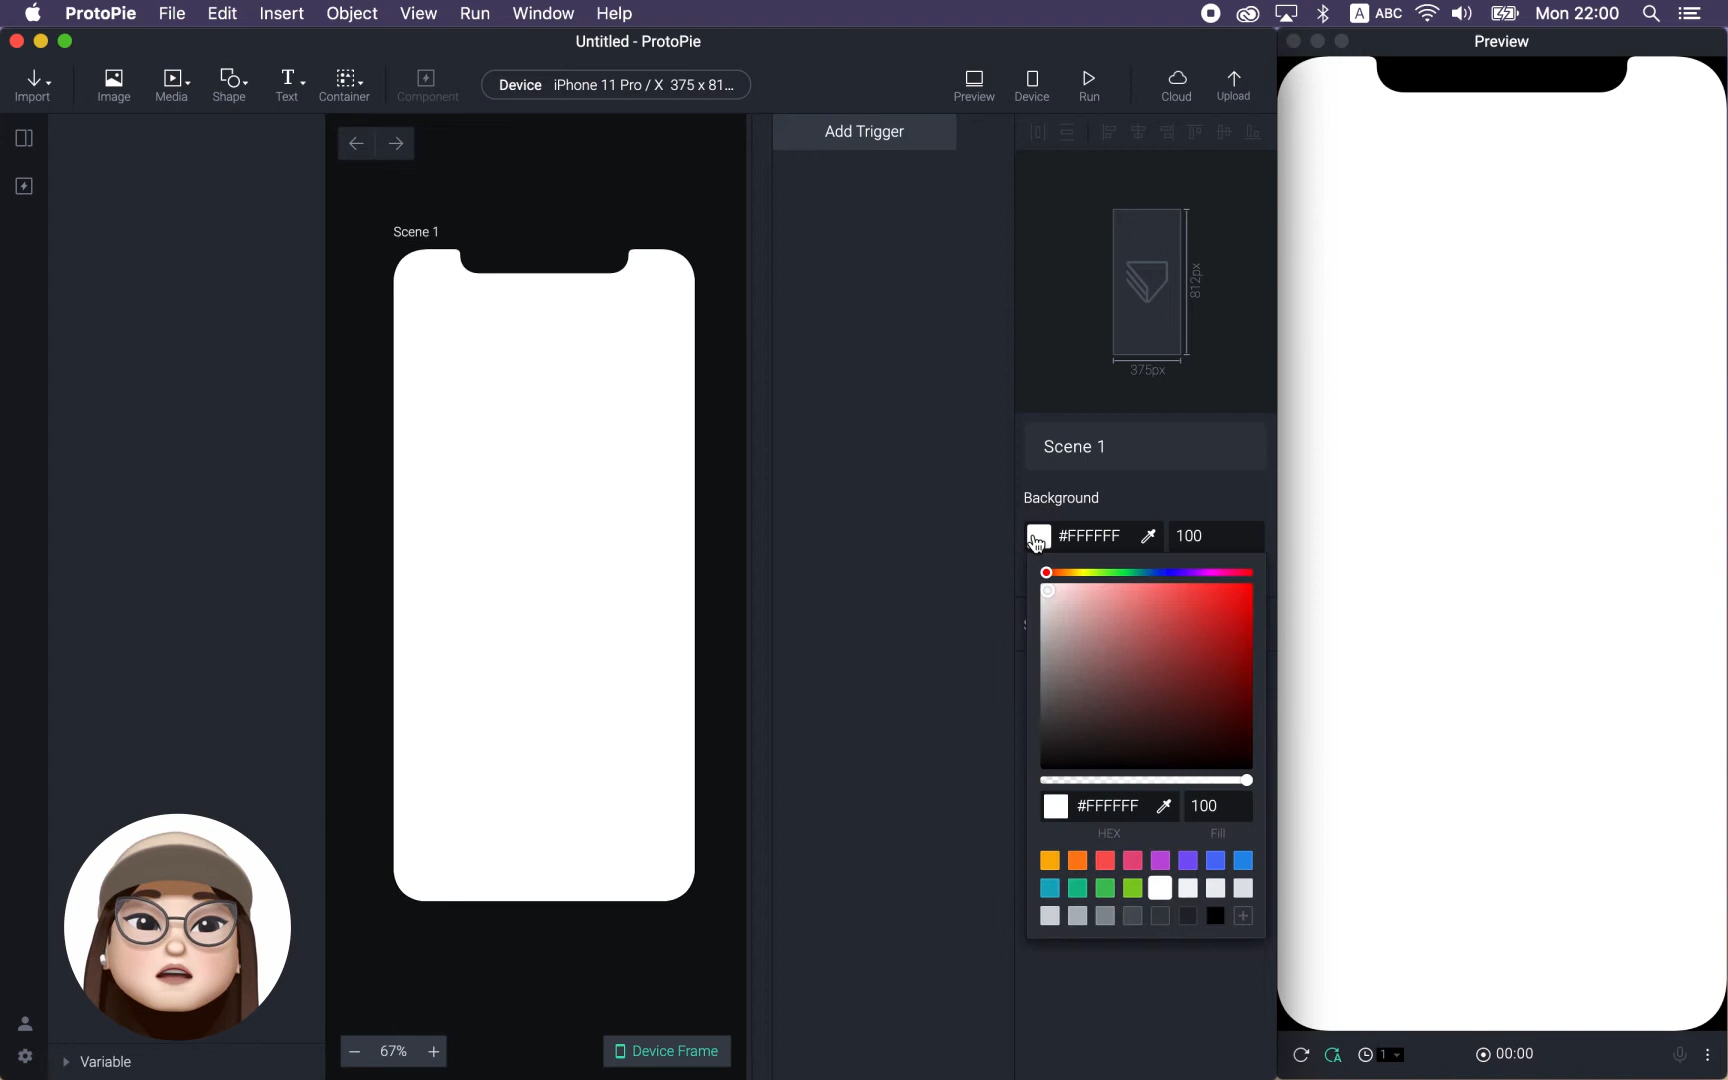 ProtoPie File Edit Insert Object View Run Window Help A ABC Mon 22:00
Untitled - ProtoPie
Preview
Import Image Media Shape Text Container Component
Device iPhone 11 Pro / X 375 x 81...
Preview Device Run Cloud Upload
Add Trigger
Scene 1
812px
375px
Scene 1
Background
#FFFFFF 100
#FFFFFF 100
HEX Fill
67%
Device Frame
Variable
1
00:00